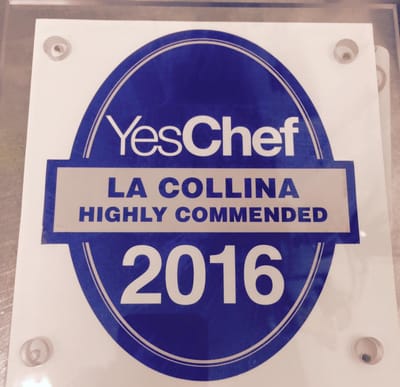 YesChef
LA COLLINA
HIGHLY COMMENDED
2016